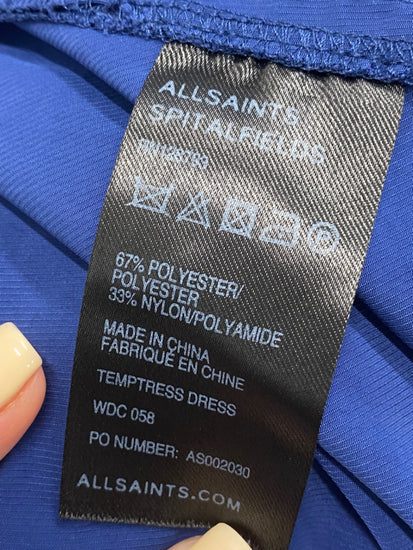 ALLSAINTS
SPITALFIELDS
P
67% POLYESTER/
POLYESTER
33% NYLON/POLYAMIDE
MADE IN CHINA
FABRIQUÉ EN CHINE
TEMPTRESS DRESS
WDC 058
PO NUMBER: AS002030
ALLSAINTS.COM